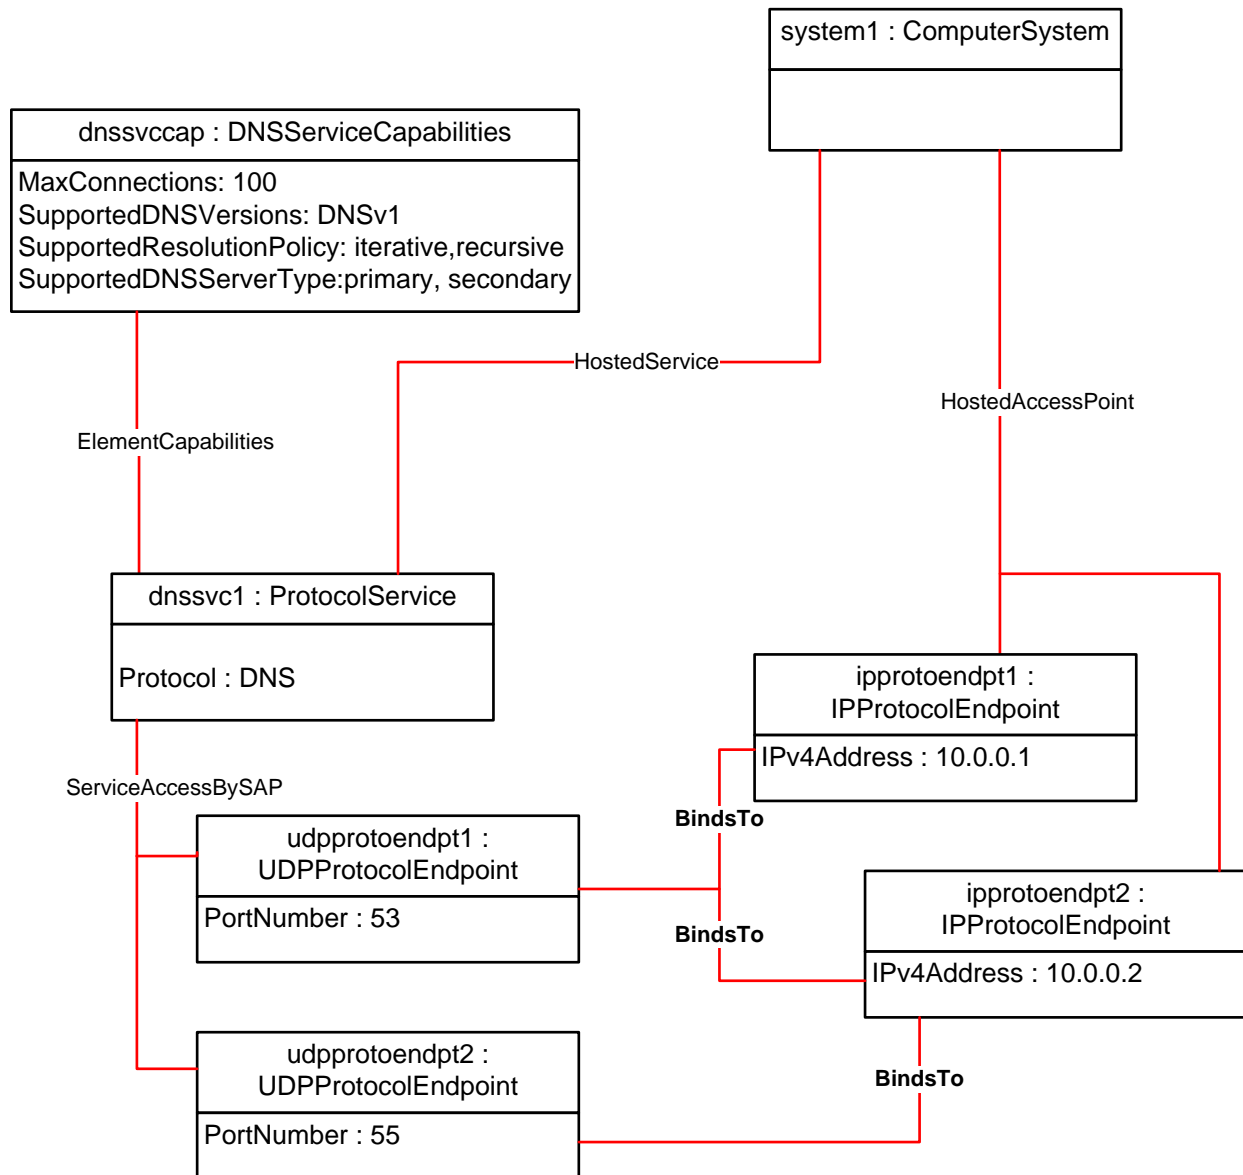 system1 : ComputerSystem
dnssvccap : DNSServiceCapabilities
MaxConnections: 100
SupportedDNSVersions: DNSv1
SupportedResolutionPolicy: iterative,recursive
SupportedDNSServerType:primary, secondary
HostedService
HostedAccessPoint
ElementCapabilities
dnssvc1 : ProtocolService
Protocol : DNS
ipprotoendpt1 :
IPProtocolEndpoint
IPv4Address : 10.0.0.1
ServiceAccessBySAP
BindsTo
udpprotoendpt1 :
UDPProtocolEndpoint
PortNumber : 53
BindsTo
ipprotoendpt2 :
IPProtocolEndpoint
IPv4Address : 10.0.0.2
udpprotoendpt2 :
UDPProtocolEndpoint
PortNumber : 55
BindsTo